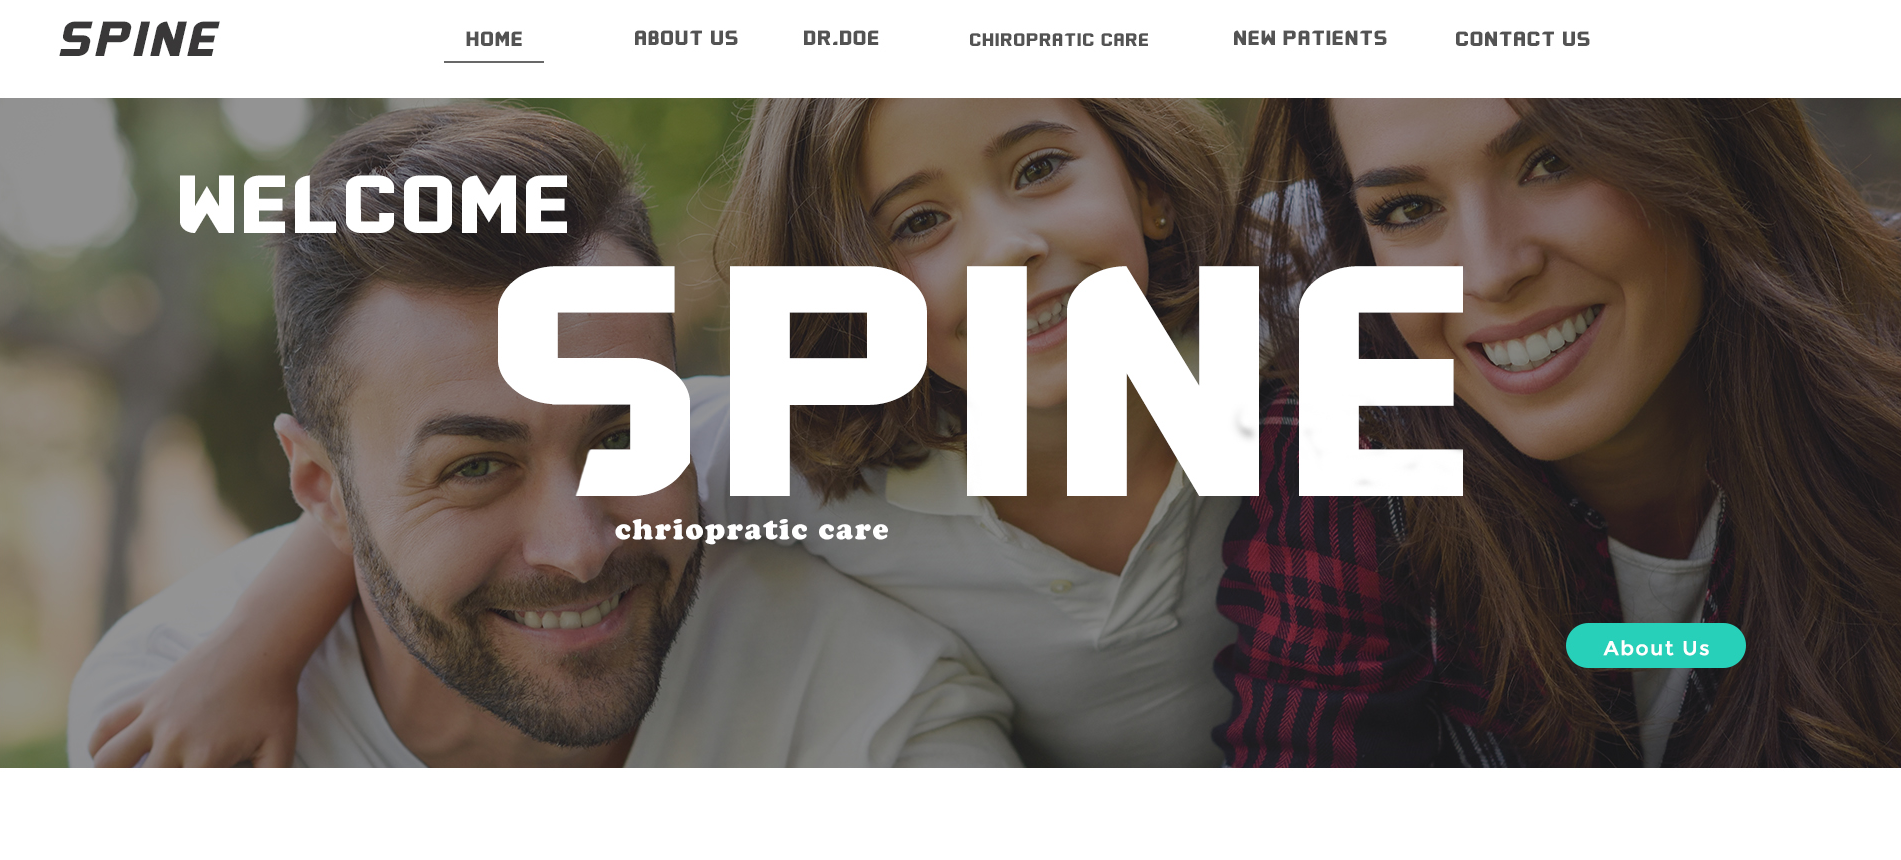 SPINE
HOME
ABOUT US
DR.DOE
CHIROPRATIC CARE
NEW PATIENTS
CONTACT US
WELCOME
SPINE
chriopratic care
About Us